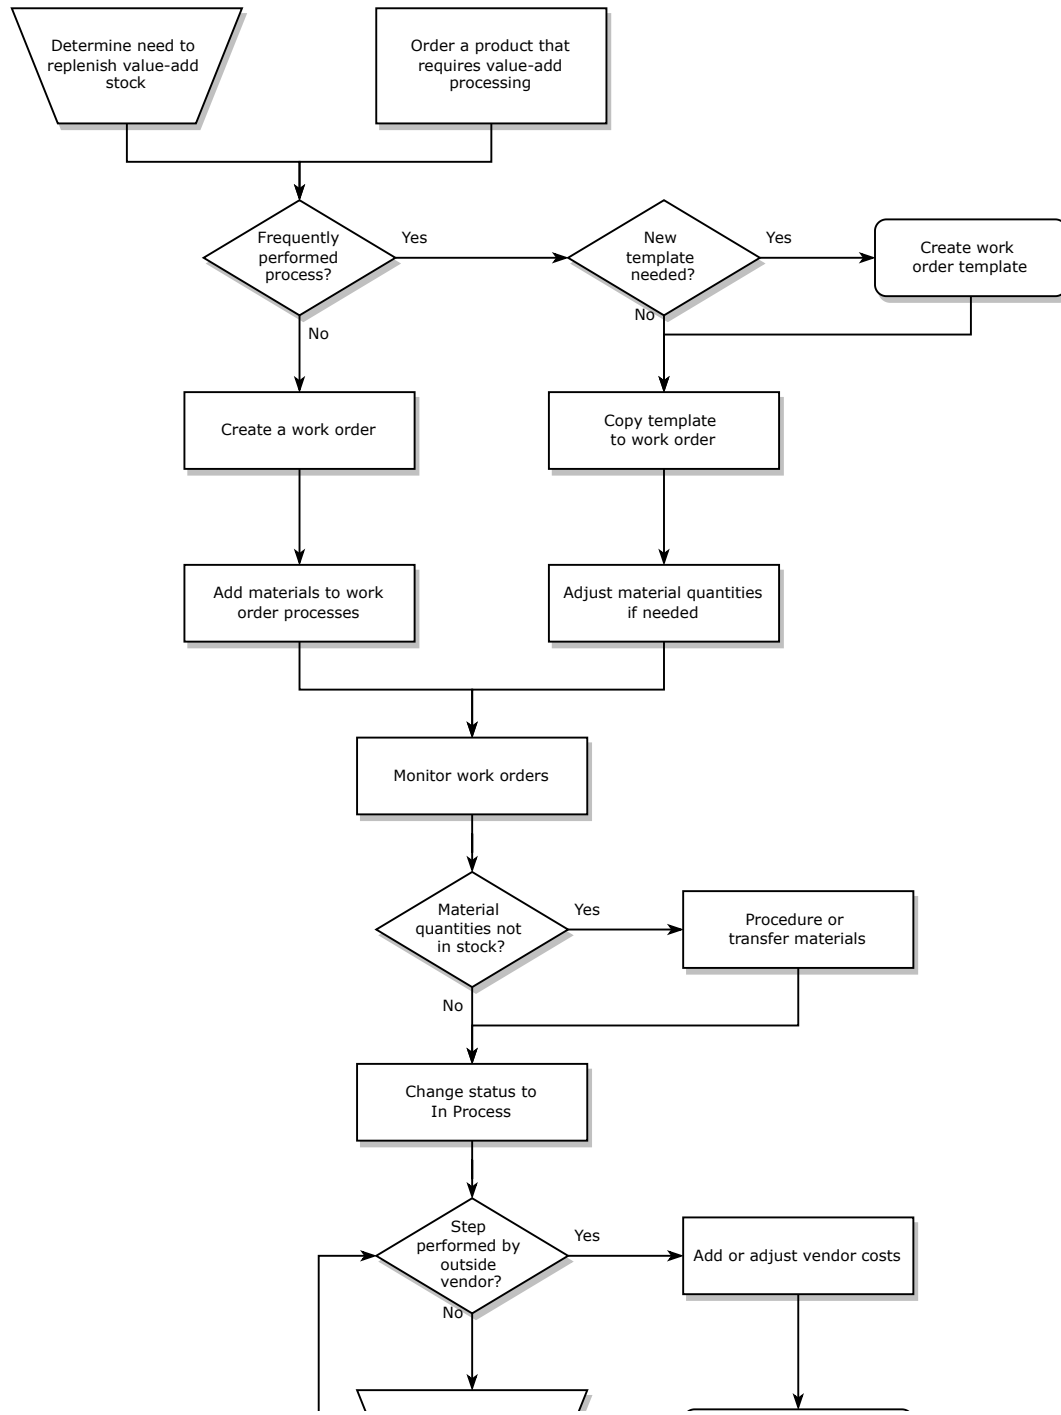 Determine need to
replenish value-add
stock
Order a product that
requires value-add
processing
Frequently
performed
process?
Yes
New
template
needed?
Yes
Create work
order template
No
No
Create a work order
Copy template
to work order
Add materials to work
order processes
Adjust material quantities
if needed
Monitor work orders
Material
quantities not
in stock?
Yes
Procedure or
transfer materials
No
Change status to
In Process
Step
performed by
outside
vendor?
Yes
Add or adjust vendor costs
No